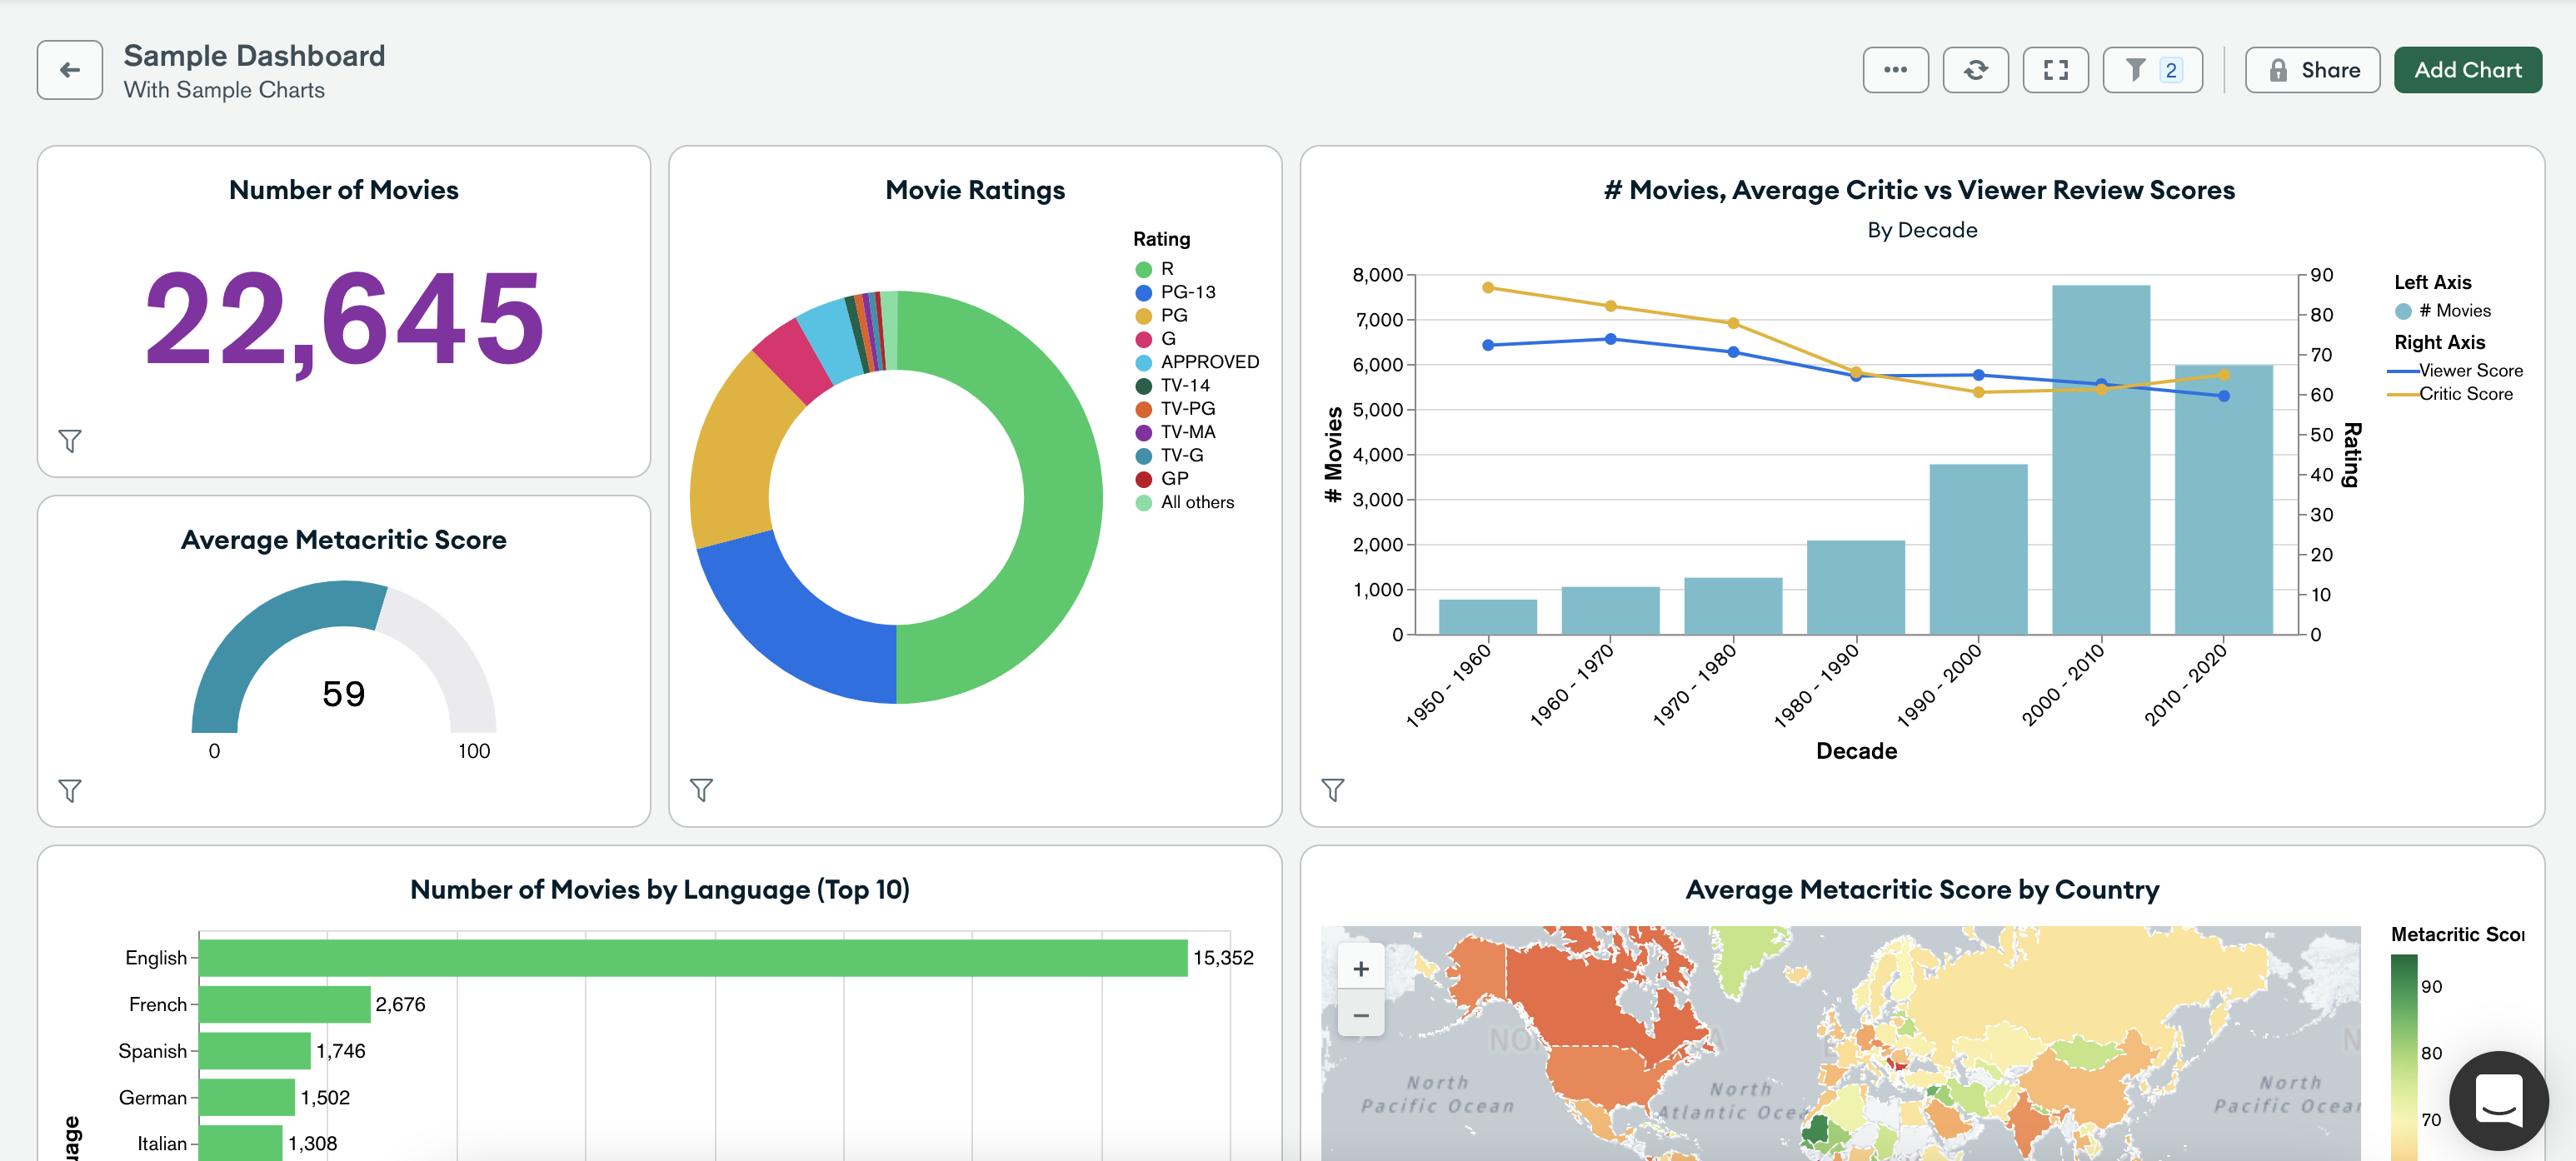 Sample Dashboard
With Sample Charts
2
Share
Add Chart
Number of Movies
22,645
Average Metacritic Score
59
0
100
Movie Ratings
Rating
R
PG-13
PG
G
APPROVED
TV-14
TV-PG
TV-MA
TV-G
GP
All others
# Movies, Average Critic vs Viewer Review Scores
By Decade
8,000
7,000
6,000
5,000
4,000
3,000
2,000
1,000
0
# Movies
90
80
70
60
50
40
30
20
10
0
Rating
1950 - 1960
1960 - 1970
1970 - 1980
1980 - 1990
1990 - 2000
2000 - 2010
2010 - 2020
Decade
Left Axis
# Movies
Right Axis
Viewer Score
Critic Score
Number of Movies by Language (Top 10)
English
15,352
French
2,676
Spanish
1,746
German
1,502
Italian
1,308
uage
Average Metacritic Score by Country
+
−
North
Pacific Ocean
North
Atlantic Ocea
North
Pacific Ocean
Metacritic Scor
90
80
70